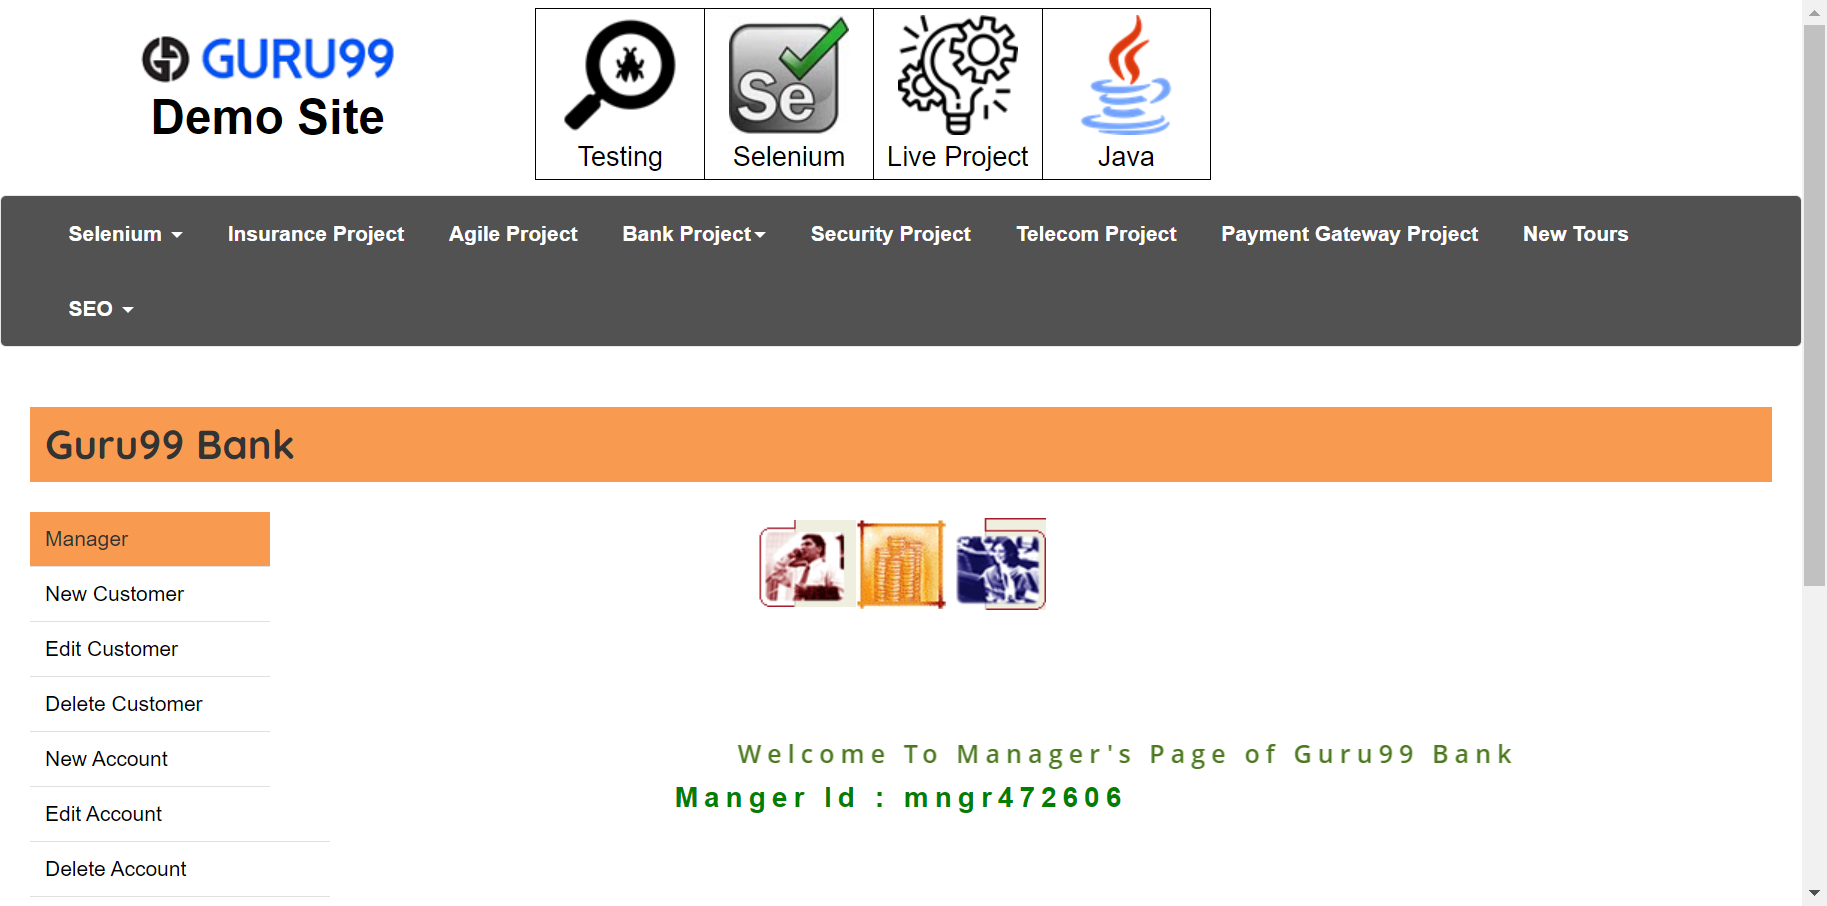 GURU99
Demo Site
Testing
Se
Selenium
Live Project
Java
Selenium
Insurance Project
Agile Project
Bank Project
Security Project
Telecom Project
Payment Gateway Project
New Tours
SEO
Guru99 Bank
Manager
New Customer
Edit Customer
Delete Customer
New Account
Edit Account
Delete Account
Welcome To Manager's Page of Guru99 Bank
Manger Id : mngr472606